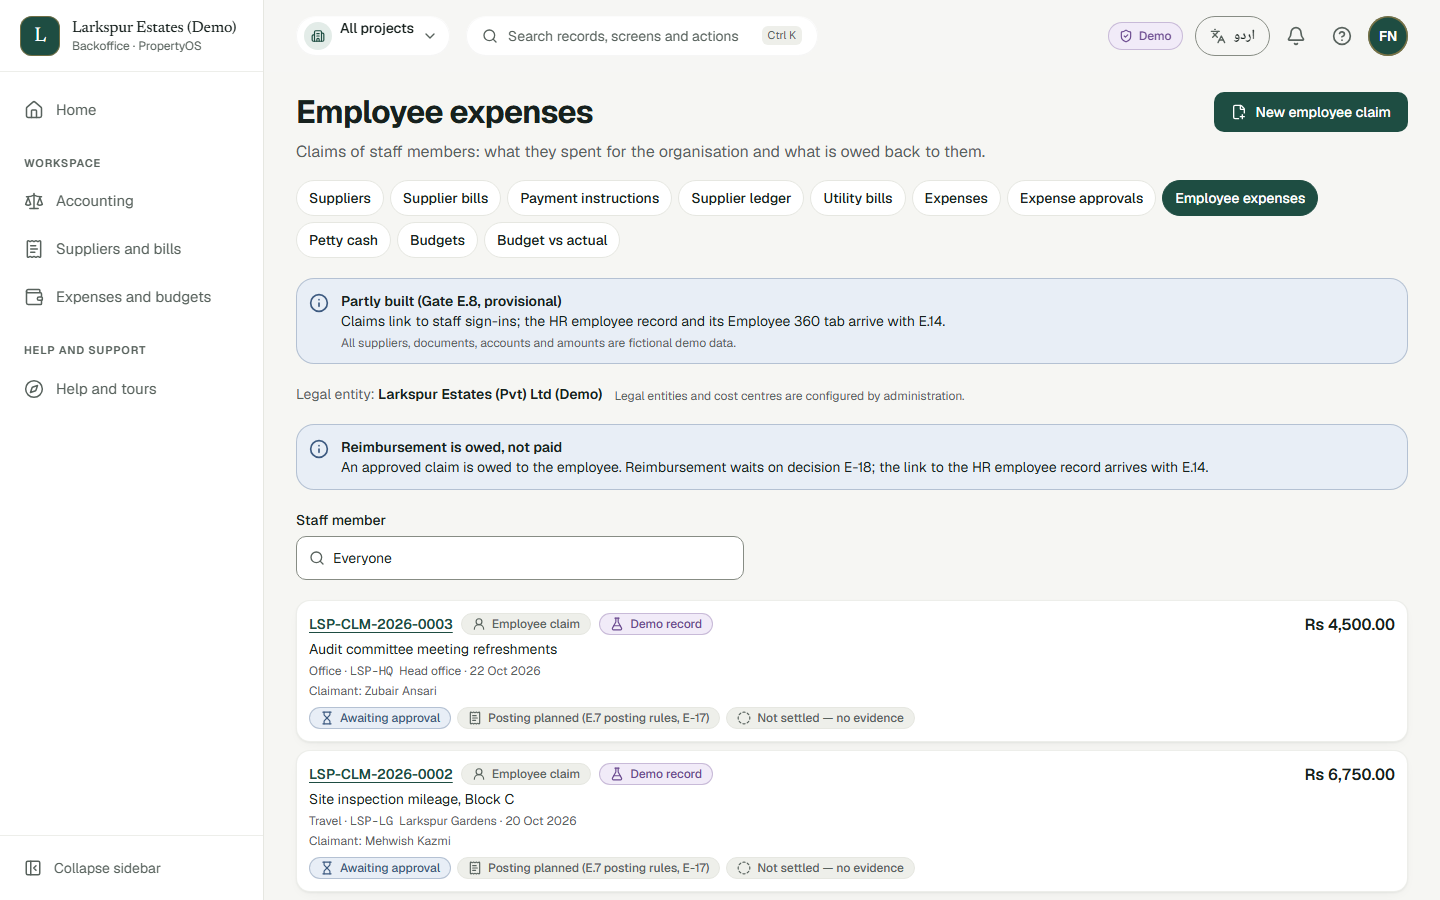 L
Larkspur Estates (Demo)
Backoffice · PropertyOS
All projects
Search records, screens and actions
Ctrl K
Demo
اردو
FN
Home
WORKSPACE
Accounting
Suppliers and bills
Expenses and budgets
HELP AND SUPPORT
Help and tours
Collapse sidebar
Employee expenses
New employee claim
Claims of staff members: what they spent for the organisation and what is owed back to them.
Suppliers
Supplier bills
Payment instructions
Supplier ledger
Utility bills
Expenses
Expense approvals
Employee expenses
Petty cash
Budgets
Budget vs actual
Partly built (Gate E.8, provisional)
Claims link to staff sign-ins; the HR employee record and its Employee 360 tab arrive with E.14.
All suppliers, documents, accounts and amounts are fictional demo data.
Legal entity: Larkspur Estates (Pvt) Ltd (Demo) Legal entities and cost centres are configured by administration.
Reimbursement is owed, not paid
An approved claim is owed to the employee. Reimbursement waits on decision E-18; the link to the HR employee record arrives with E.14.
Staff member
Everyone
LSP-CLM-2026-0003 Employee claim Demo record Rs 4,500.00
Audit committee meeting refreshments
Office · LSP-HQ Head office · 22 Oct 2026
Claimant: Zubair Ansari
Awaiting approval Posting planned (E.7 posting rules, E-17) Not settled — no evidence
LSP-CLM-2026-0002 Employee claim Demo record Rs 6,750.00
Site inspection mileage, Block C
Travel · LSP-LG Larkspur Gardens · 20 Oct 2026
Claimant: Mehwish Kazmi
Awaiting approval Posting planned (E.7 posting rules, E-17) Not settled — no evidence